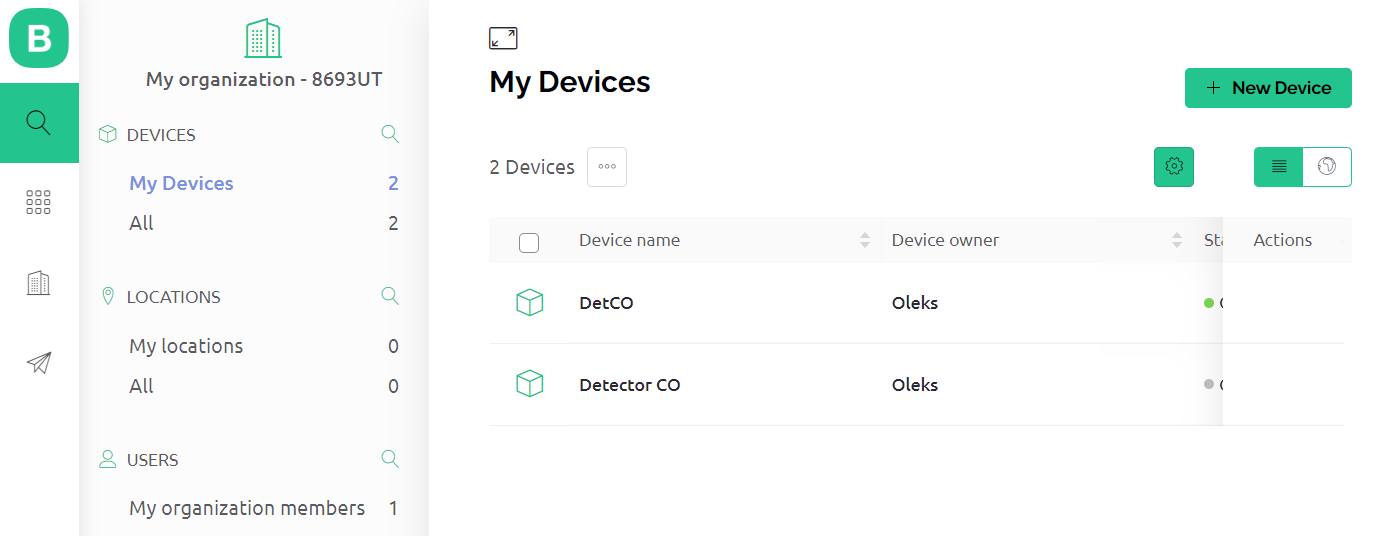 B
My organization - 8693UT
DEVICES
My Devices 2
All 2
LOCATIONS
My locations 0
All 0
USERS
My organization members 1
My Devices
+ New Device
2 Devices
Device name Device owner Actions
DetCO Oleks
Detector CO Oleks